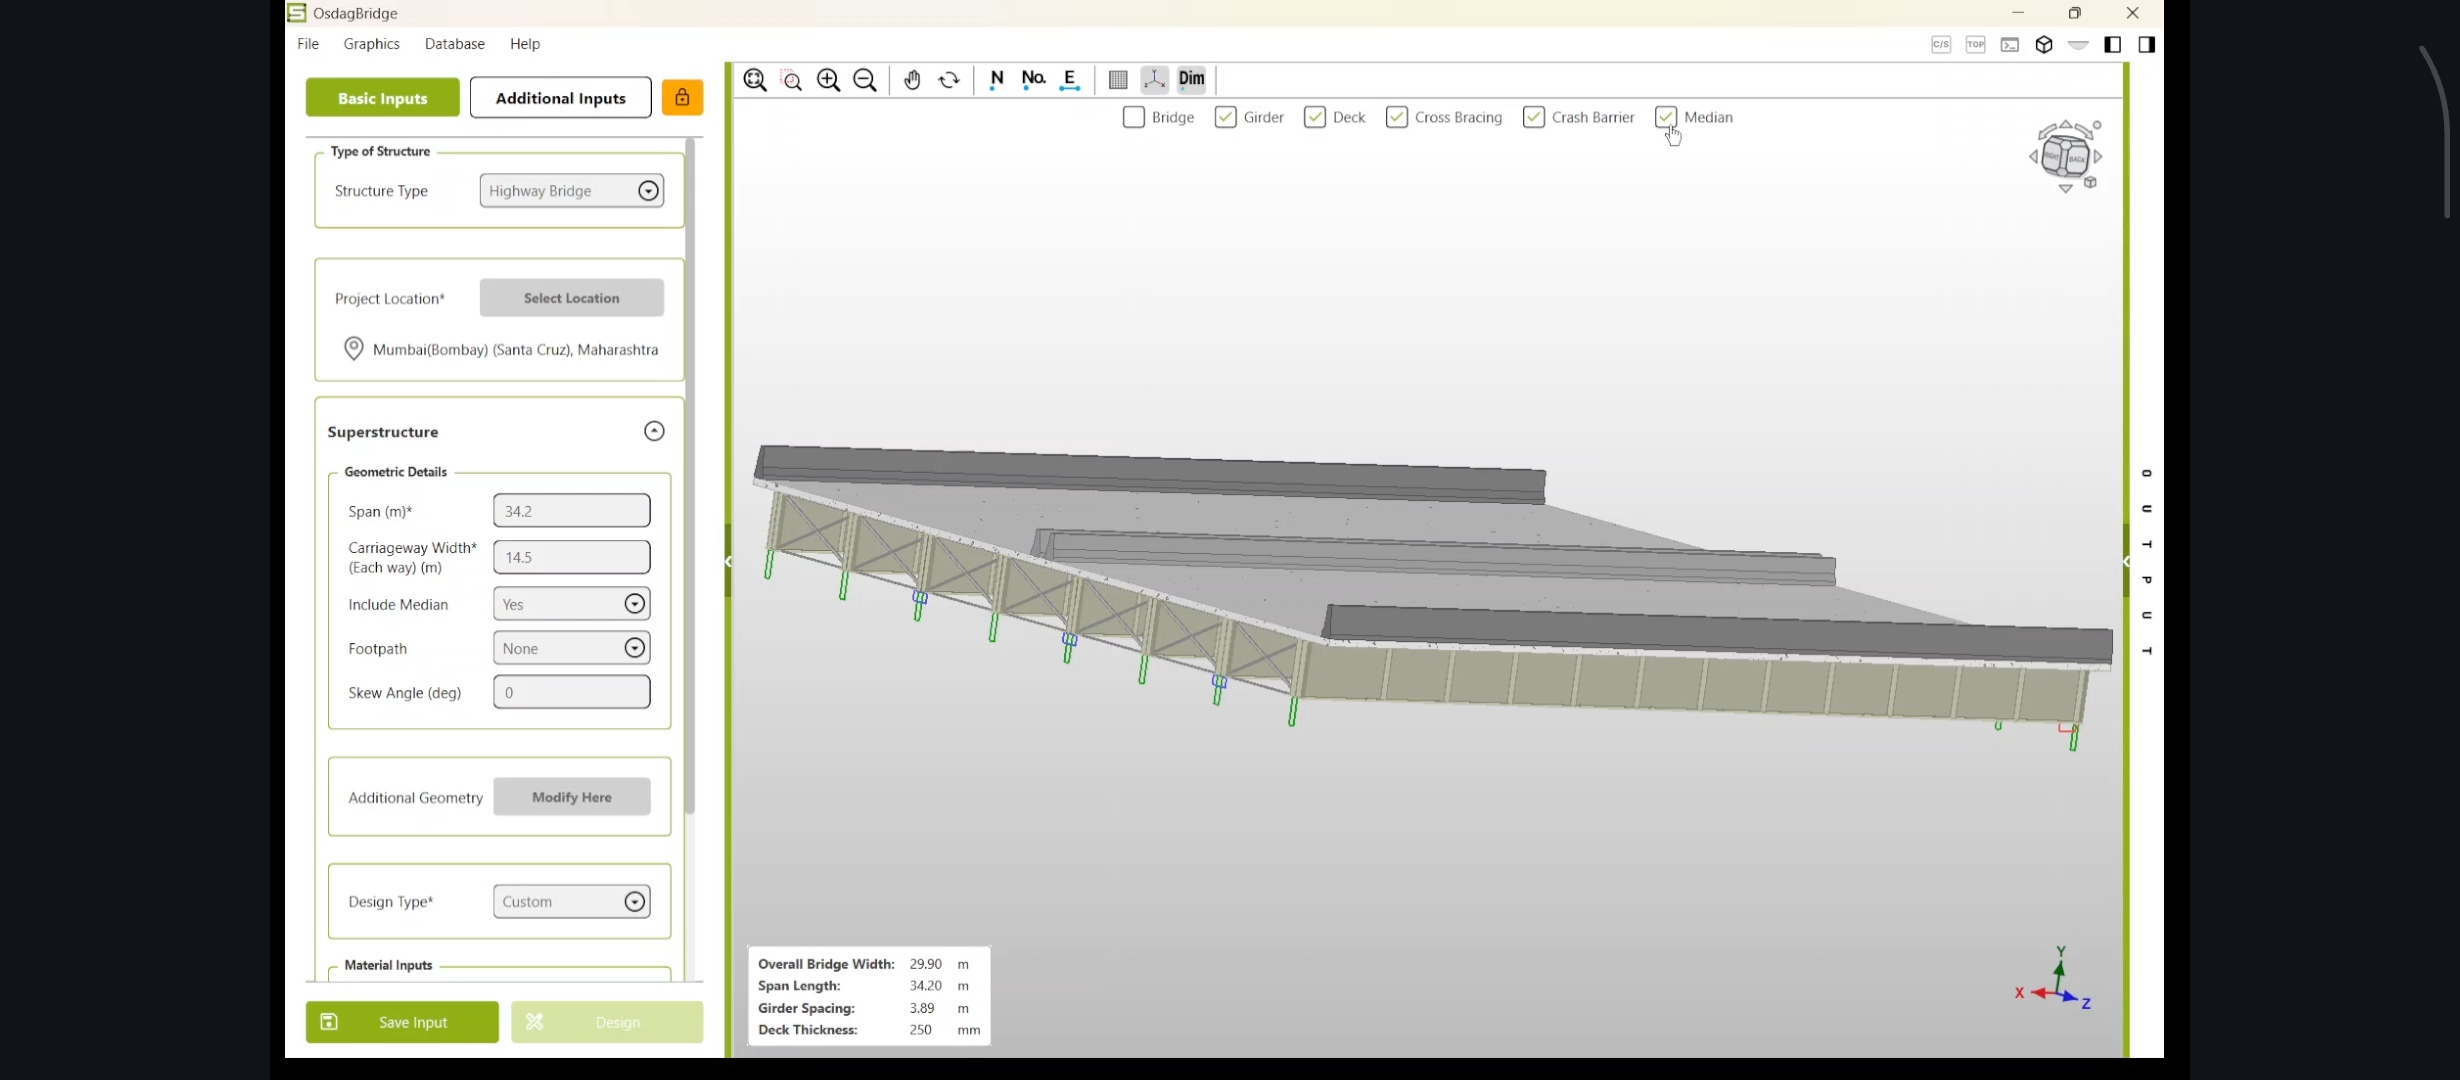 OsdagBridge
File Graphics Database Help
C/S TOP
Basic Inputs Additional Inputs
N No. E Dim
Bridge Girder Deck Cross Bracing Crash Barrier Median
RIGHT BACK
Type of Structure
Structure Type Highway Bridge
Project Location* Select Location
Mumbai(Bombay) (Santa Cruz), Maharashtra
Superstructure
Geometric Details
Span (m)* 34.2
Carriageway Width*
(Each way) (m) 14.5
Include Median Yes
Footpath None
Skew Angle (deg) 0
Additional Geometry Modify Here
Design Type* Custom
Material Inputs
Save Input Design
Overall Bridge Width: 29.90 m
Span Length: 34.20 m
Girder Spacing: 3.89 m
Deck Thickness: 250 mm
Y
X
Z
OUTPUT